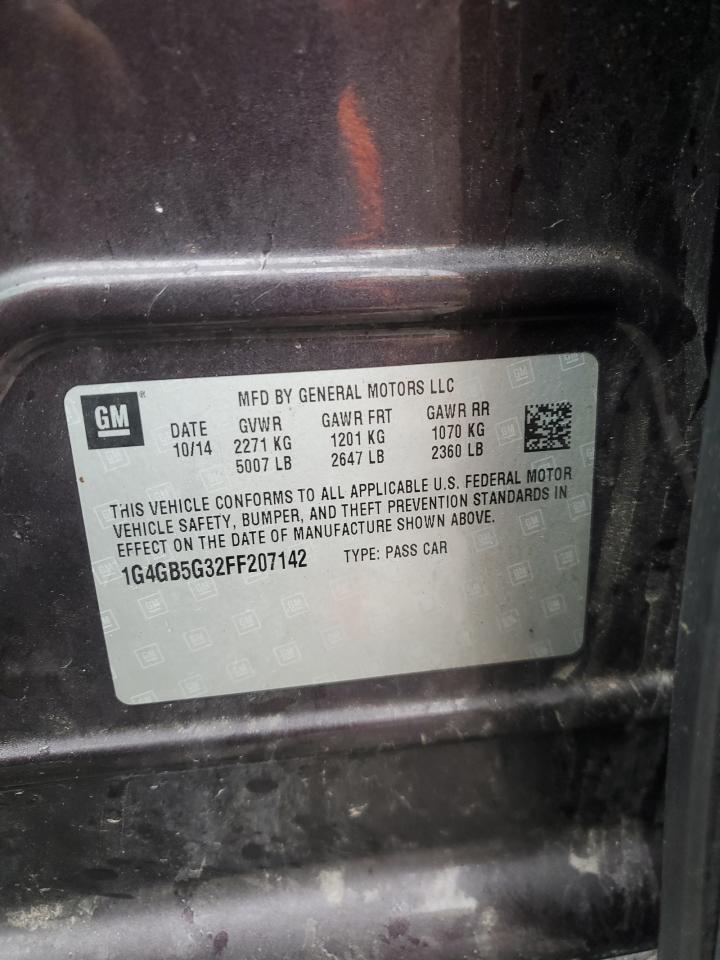 GM ®
MFD BY GENERAL MOTORS LLC
DATE GVWR GAWR FRT GAWR RR
10/14 2271 KG 1201 KG 1070 KG
5007 LB 2647 LB 2360 LB
THIS VEHICLE CONFORMS TO ALL APPLICABLE U.S. FEDERAL MOTOR
VEHICLE SAFETY, BUMPER, AND THEFT PREVENTION STANDARDS IN
EFFECT ON THE DATE OF MANUFACTURE SHOWN ABOVE.
1G4GB5G32FF207142 TYPE: PASS CAR